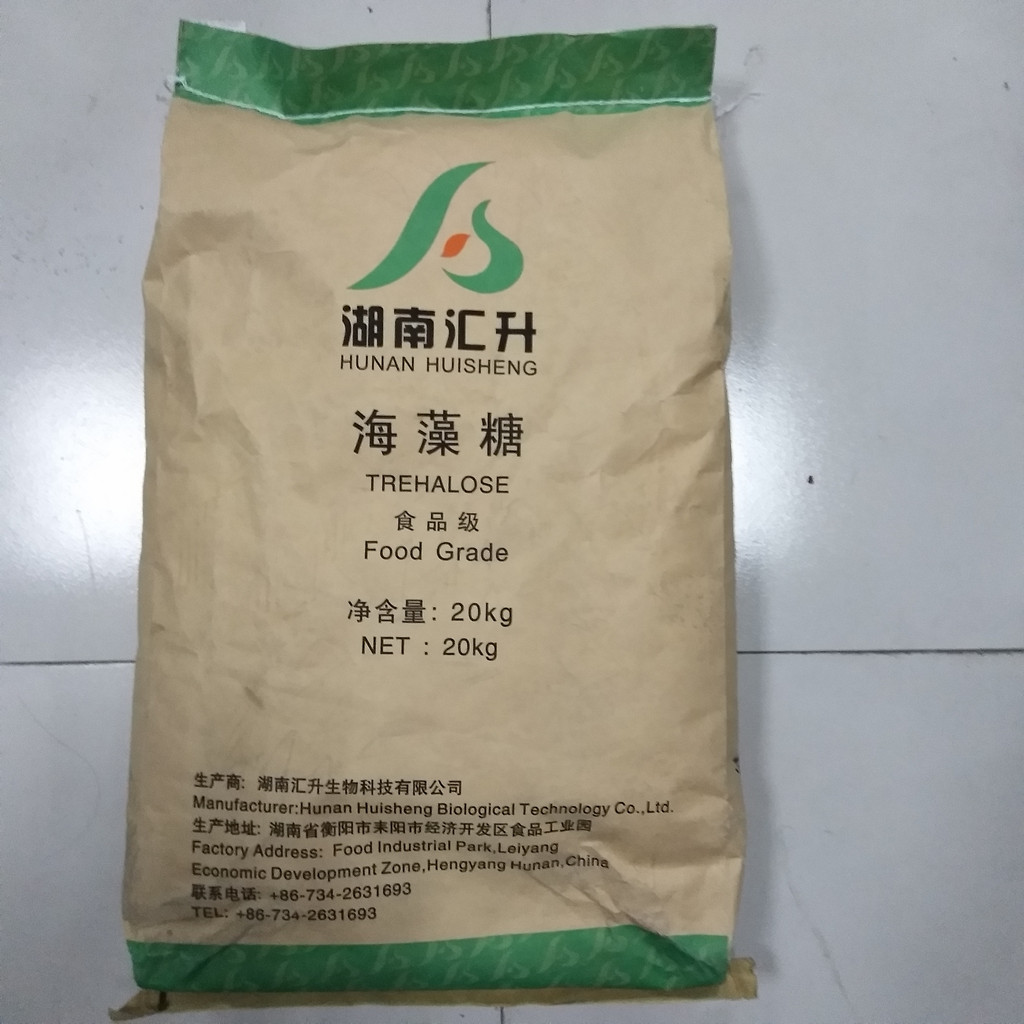 湖南汇升
HUNAN HUISHENG
海藻糖
TREHALOSE
食品级
Food Grade
净含量: 20kg
NET : 20kg
生产商: 湖南汇升生物科技有限公司
Manufacturer:Hunan Huisheng Biological Technology Co.,Ltd.
生产地址: 湖南省衡阳市耒阳市经济开发区食品工业园
Factory Address: Food Industrial Park,Leiyang
Economic Development Zone,Hengyang Hunan,China
联系电话: +86-734-2631693
TEL: +86-734-2631693